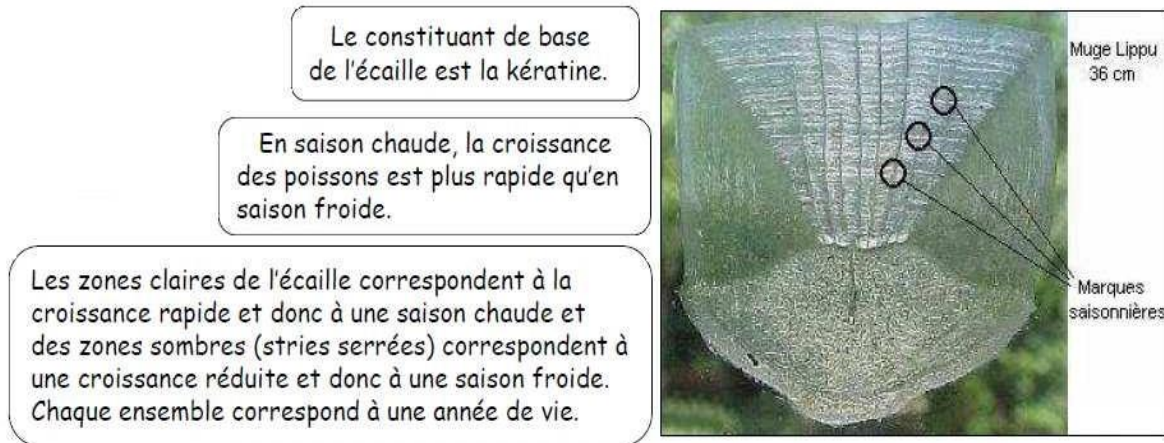 Le constituant de base
de l'écaille est la kératine.
En saison chaude, la croissance
des poissons est plus rapide qu'en
saison froide.
Les zones claires de l'écaille correspondent à la
croissance rapide et donc à une saison chaude et
des zones sombres (stries serrées) correspondent à
une croissance réduite et donc à une saison froide.
Chaque ensemble correspond à une année de vie.
Muge Lippu
36 cm
Marques
saisonnières